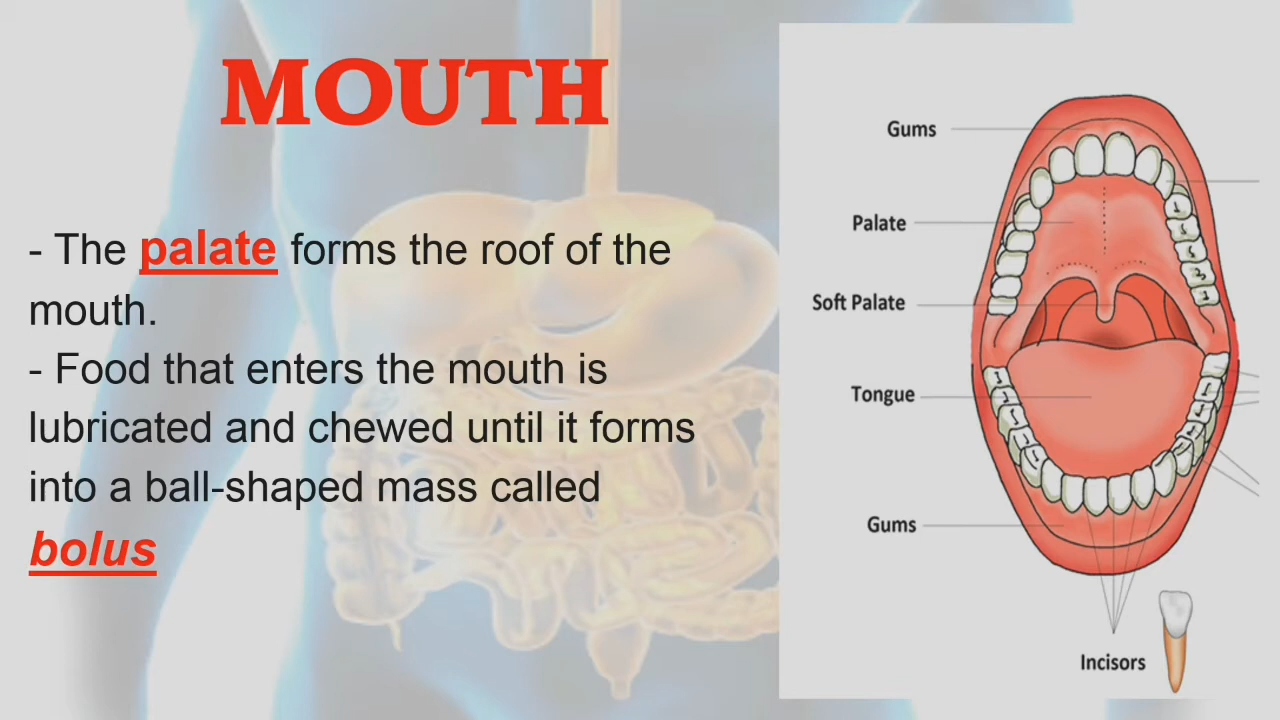 MOUTH
- The palate forms the roof of the
mouth.
- Food that enters the mouth is
lubricated and chewed until it forms
into a ball-shaped mass called
bolus
Gums
Palate
Soft Palate
Tongue
Gums
Incisors